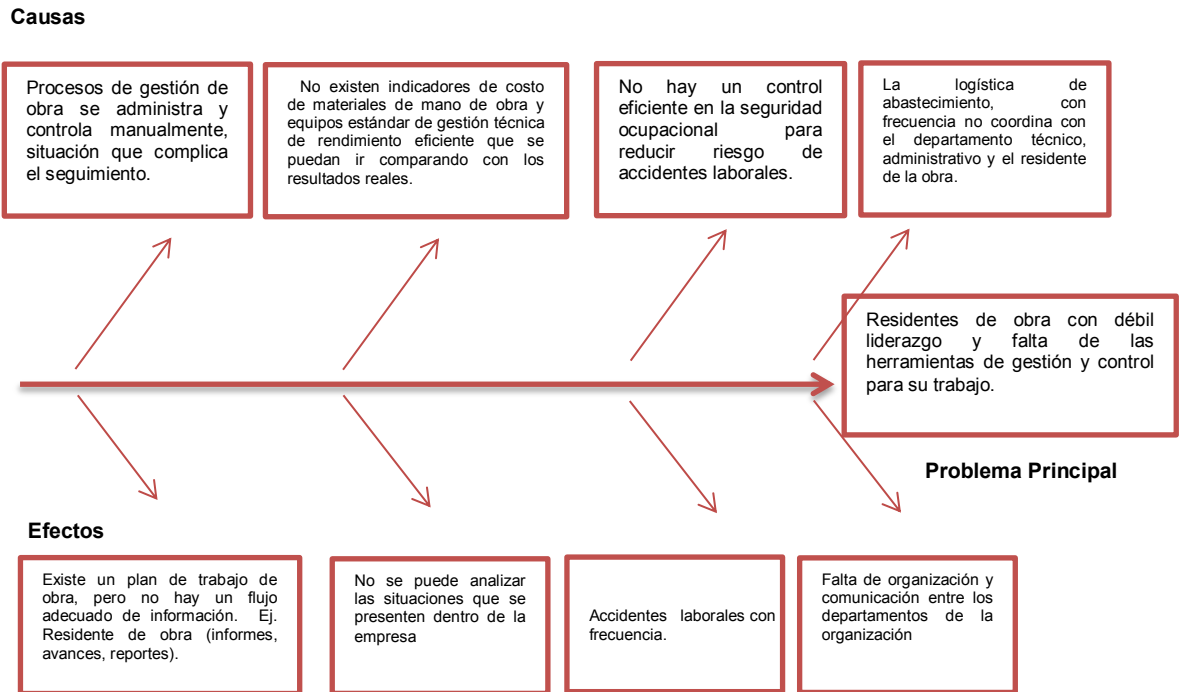 Causas
Procesos de gestión de
obra se administra y
controla manualmente,
situación que complica
el seguimiento.
No existen indicadores de costo
de materiales de mano de obra y
equipos estándar de gestión técnica
de rendimiento eficiente que se
puedan ir comparando con los
resultados reales.
No hay un control
eficiente en la seguridad
ocupacional para
reducir riesgo de
accidentes laborales.
La logística de
abastecimiento, con
frecuencia no coordina con
el departamento técnico,
administrativo y el residente
de la obra.
Residentes de obra con débil
liderazgo y falta de las
herramientas de gestión y control
para su trabajo.
Problema Principal
Efectos
Existe un plan de trabajo de
obra, pero no hay un flujo
adecuado de información. Ej.
Residente de obra (informes,
avances, reportes).
No se puede analizar
las situaciones que se
presenten dentro de la
empresa
Accidentes laborales con
frecuencia.
Falta de organización y
comunicación entre los
departamentos de la
organización